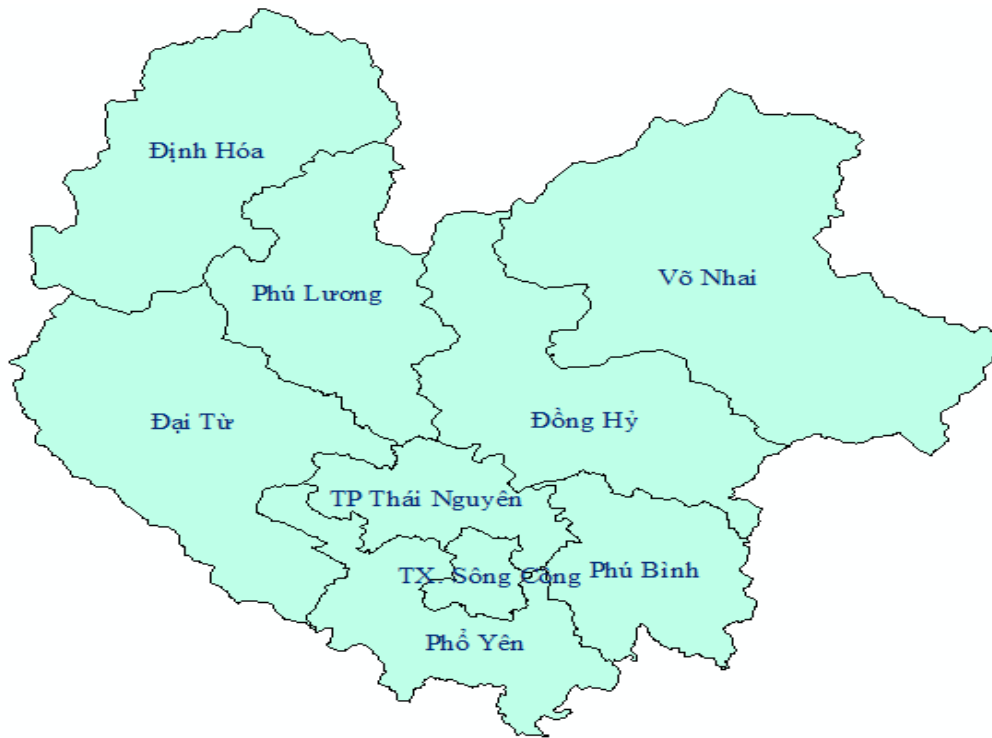 Định Hóa
Võ Nhai
Phú Lương
Đại Từ
Đồng Hỷ
TP Thái Nguyên
TX. Sông Công
Phú Bình
Phổ Yên